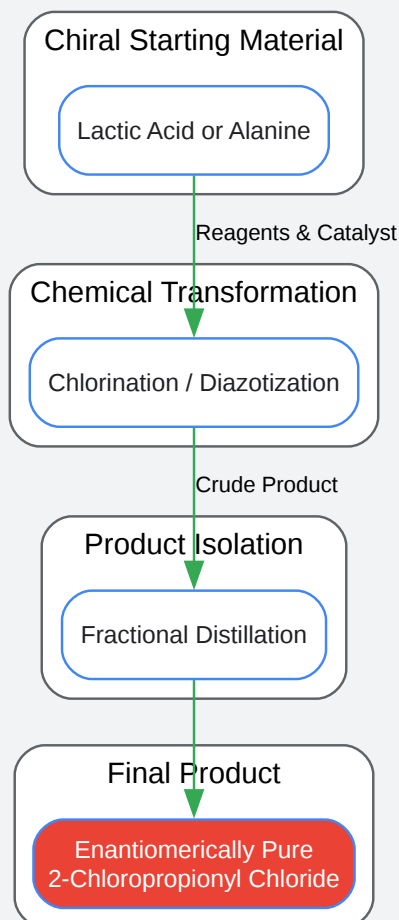 Chiral Starting Material
Lactic Acid or Alanine
Reagents & Catalyst
Chemical Transformation
Chlorination / Diazotization
Crude Product
Product Isolation
Fractional Distillation
Final Product
Enantiomerically Pure
2-Chloropropionyl Chloride